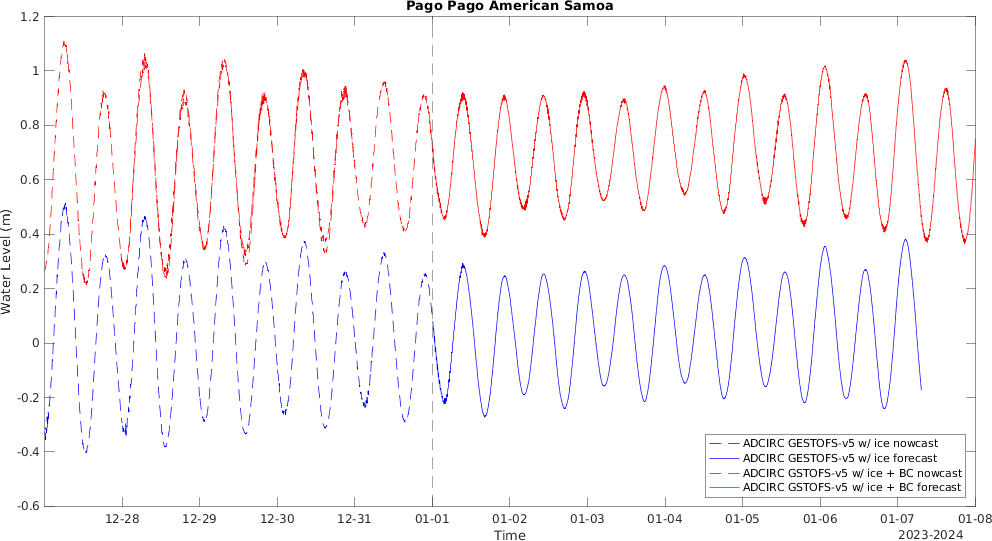 Pago Pago American Samoa
1.2
1
0.8
0.6
0.4
0.2
0
-0.2
-0.4
-0.6
Water Level (m)
ADCIRC GESTOFS-v5 w/ ice nowcast
ADCIRC GESTOFS-v5 w/ ice forecast
ADCIRC GSTOFS-v5 w/ ice + BC nowcast
ADCIRC GSTOFS-v5 w/ ice + BC forecast
12-28 12-29 12-30 12-31 01-01 01-02 01-03 01-04 01-05 01-06 01-07 01-08
Time
2023-2024